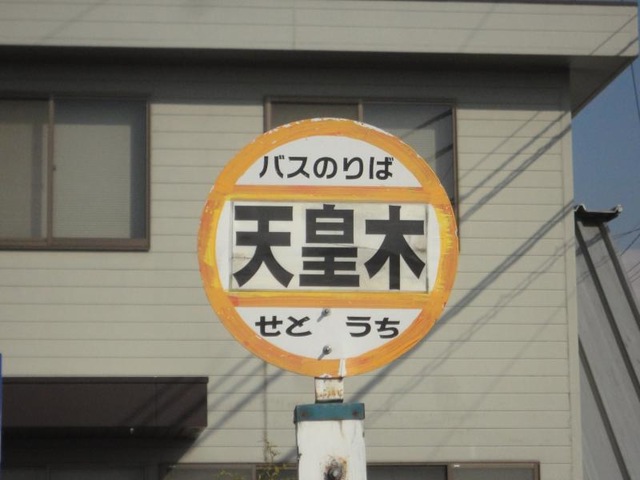 バスのりば
天皇木
せと うち